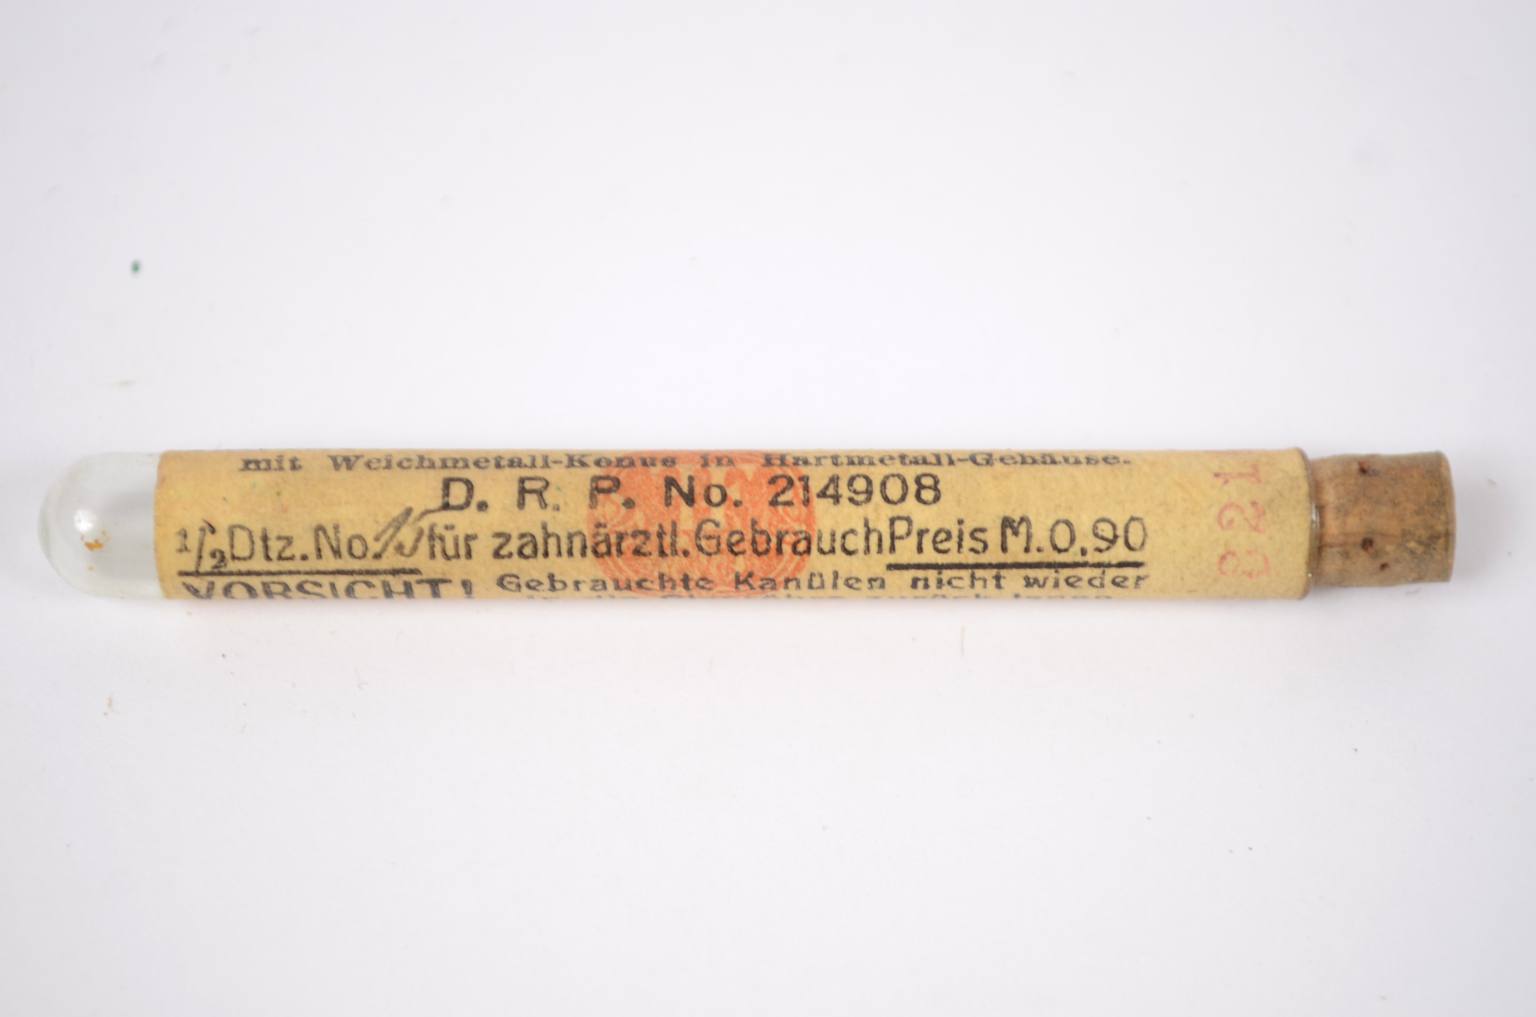 mit Weichmetall-Konus in Hartmetall-Gehäuse.
D. R. P. No. 214908
1/2 Dtz. No. 15 für zahnärztl. Gebrauch Preis M. 0,90
VORSICHT! Gebrauchte Kanülen nicht wieder
821